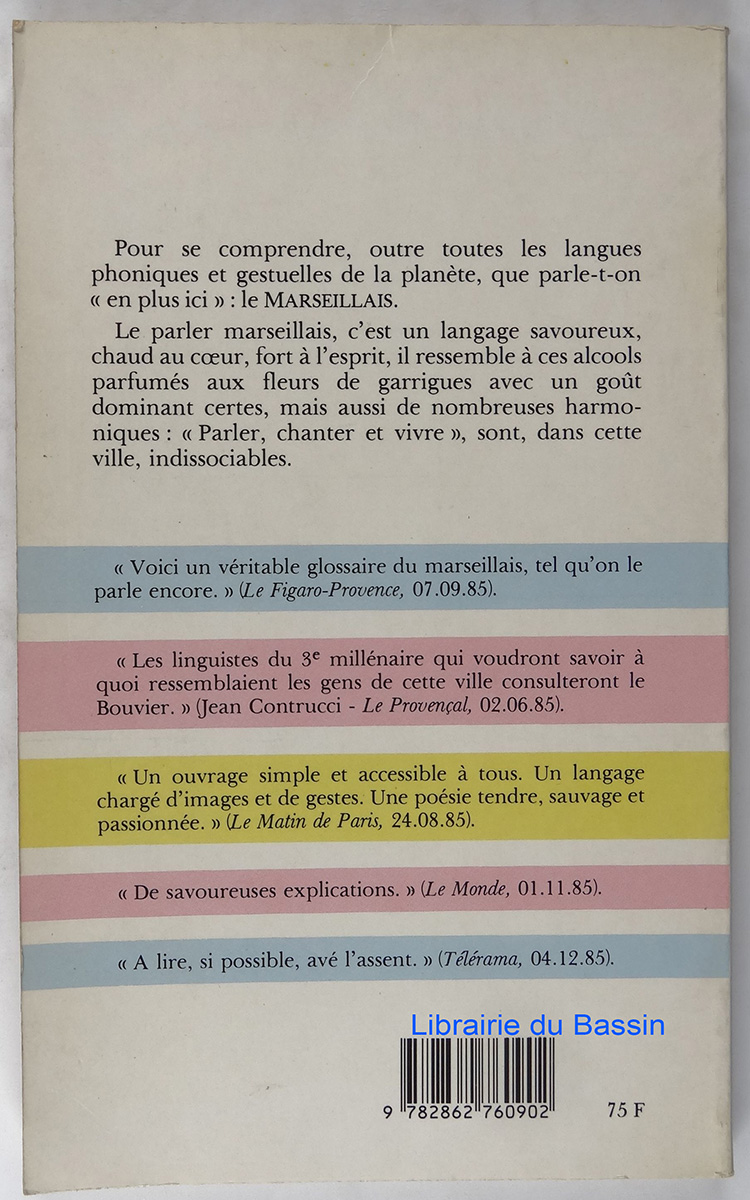 Pour se comprendre, outre toutes les langues
phoniques et gestuelles de la planète, que parle-t-on
« en plus ici » : le MARSEILLAIS.
Le parler marseillais, c'est un langage savoureux,
chaud au cœur, fort à l'esprit, il ressemble à ces alcools
parfumés aux fleurs de garrigues avec un goût
dominant certes, mais aussi de nombreuses harmo-
niques : « Parler, chanter et vivre », sont, dans cette
ville, indissociables.
« Voici un véritable glossaire du marseillais, tel qu'on le
parle encore. » (Le Figaro-Provence, 07.09.85).
« Les linguistes du 3e millénaire qui voudront savoir à
quoi ressemblaient les gens de cette ville consulteront le
Bouvier. » (Jean Contrucci - Le Provençal, 02.06.85).
« Un ouvrage simple et accessible à tous. Un langage
chargé d'images et de gestes. Une poésie tendre, sauvage et
passionnée. » (Le Matin de Paris, 24.08.85).
« De savoureuses explications. » (Le Monde, 01.11.85).
« A lire, si possible, avé l'assent. » (Télérama, 04.12.85).
Librairie du Bassin
9 782862 760902
75 F